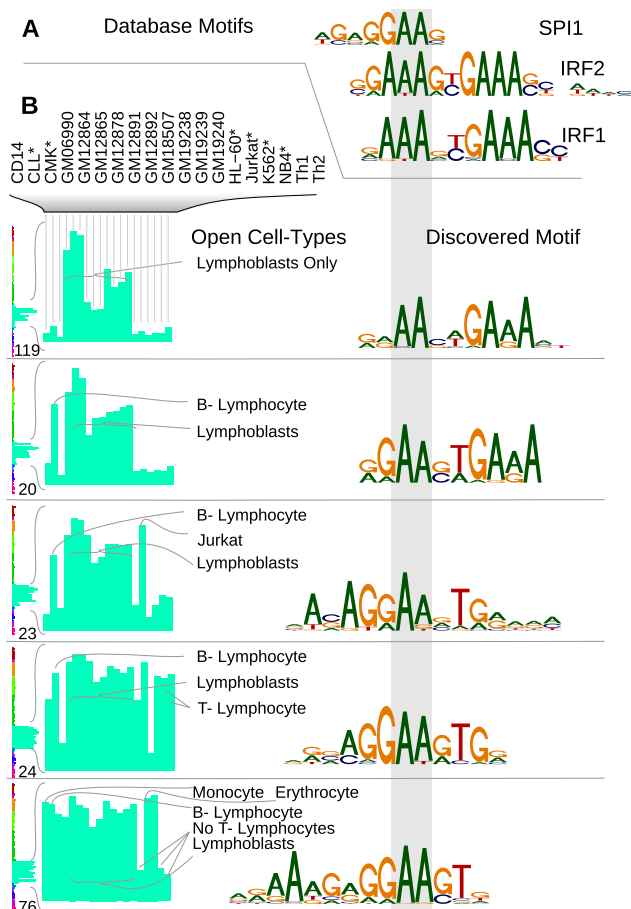 A
Database Motifs
SPI1
IRF2
IRF1
B
CD14
CLL*
CMK*
GM06990
GM12864
GM12865
GM12878
GM12891
GM12892
GM18507
GM19238
GM19239
GM19240
HL-60*
Jurkat*
K562*
NB4*
Th1
Th2
Open Cell-Types
Discovered Motif
Lymphoblasts Only
119
B- Lymphocyte
Lymphoblasts
20
B- Lymphocyte
Jurkat
Lymphoblasts
23
B- Lymphocyte
Lymphoblasts
T- Lymphocyte
24
Monocyte Erythrocyte
B- Lymphocyte
No T- Lymphocytes
Lymphoblasts
76